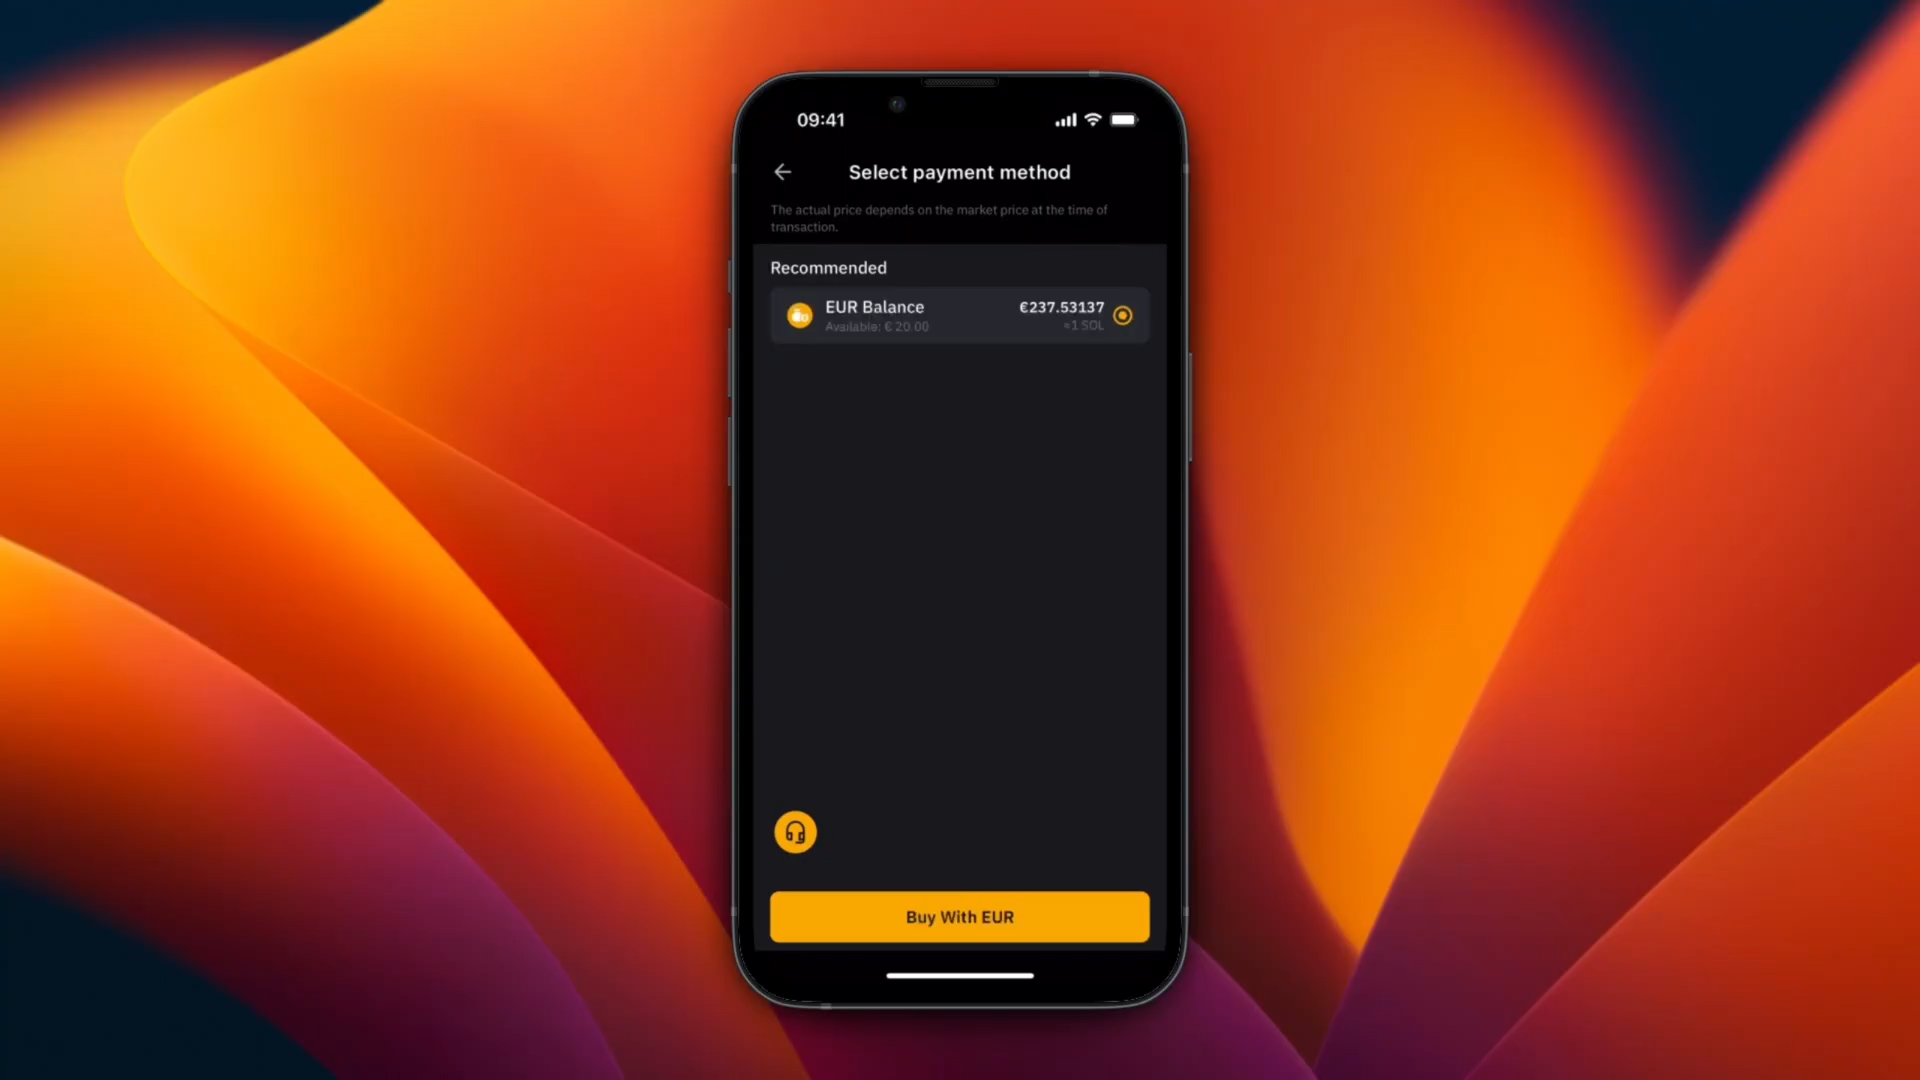 09:41
Select payment method
The actual price depends on the market price at the time of
transaction.
Recommended
EUR Balance
€237.53137
Available: € 20.00
≈1 SOL
Buy With EUR